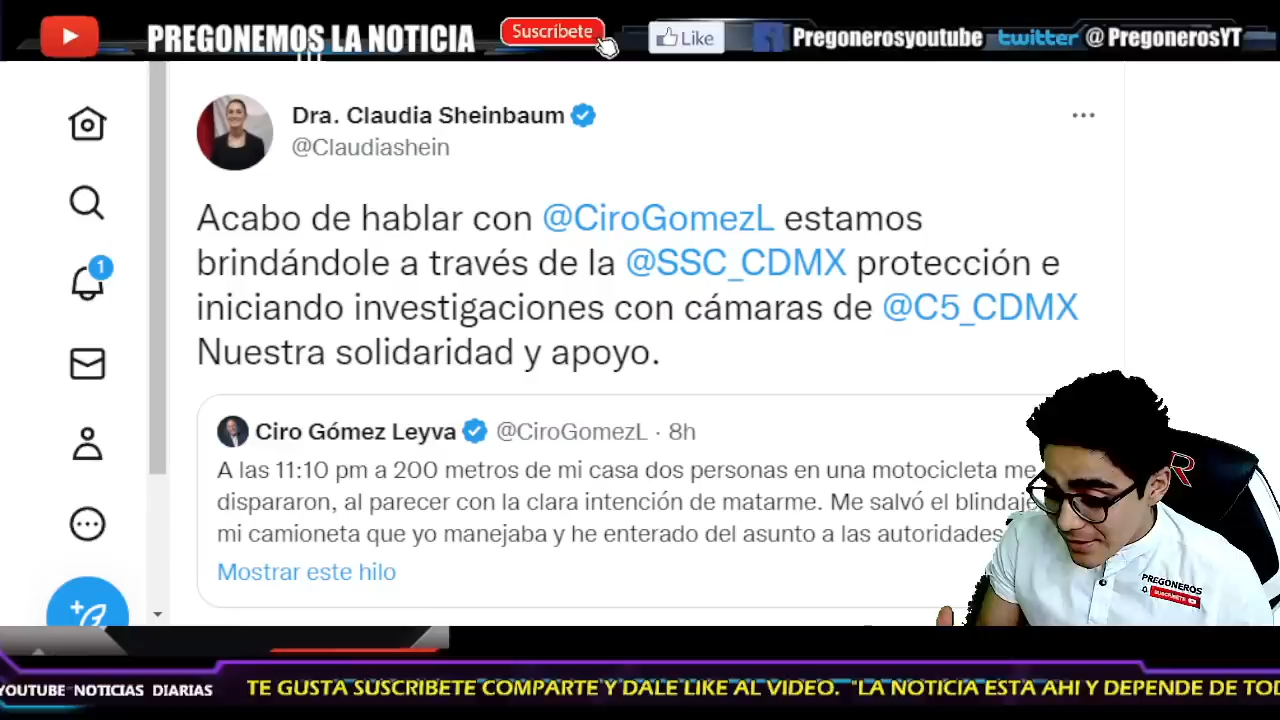 PREGONEMOS LA NOTICIA
Suscríbete
Like
Pregonerosyoutube
twitter @PregonerosYT
Dra. Claudia Sheinbaum
@Claudiashein
Acabo de hablar con @CiroGomezL estamos
brindándole a través de la @SSC_CDMX protección e
iniciando investigaciones con cámaras de @C5_CDMX
Nuestra solidaridad y apoyo.
1
Ciro Gómez Leyva @CiroGomezL · 8h
A las 11:10 pm a 200 metros de mi casa dos personas en una motocicleta me
dispararon, al parecer con la clara intención de matarme. Me salvó el blindaje
mi camioneta que yo manejaba y he enterado del asunto a las autoridades
Mostrar este hilo
R
PREGONEROS
SUSCRIBETE
YOUTUBE NOTICIAS DIARIAS
TE GUSTA SUSCRIBETE COMPARTE Y DALE LIKE AL VIDEO. "LA NOTICIA ESTA AHI Y DEPENDE DE TOD